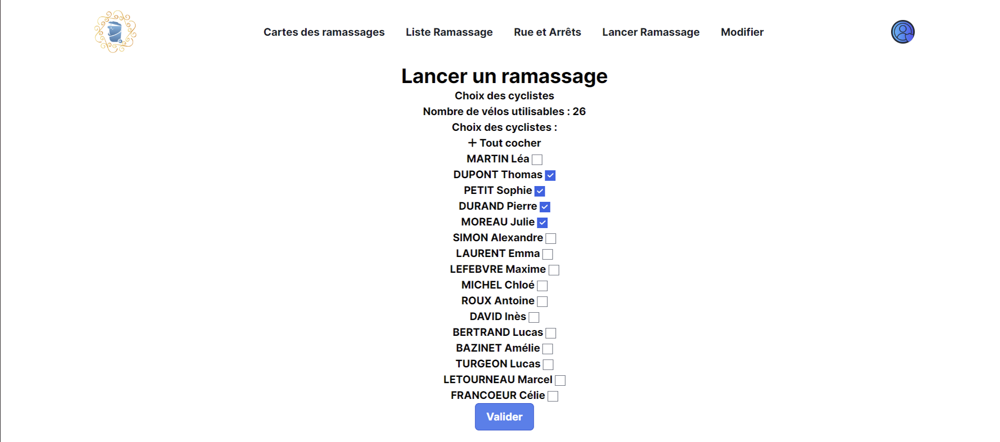 Cartes des ramassages Liste Ramassage Rue et Arrêts Lancer Ramassage Modifier
Lancer un ramassage
Choix des cyclistes
Nombre de vélos utilisables : 26
Choix des cyclistes :
+ Tout cocher
MARTIN Léa
DUPONT Thomas
PETIT Sophie
DURAND Pierre
MOREAU Julie
SIMON Alexandre
LAURENT Emma
LEFEBVRE Maxime
MICHEL Chloé
ROUX Antoine
DAVID Inès
BERTRAND Lucas
BAZINET Amélie
TURGEON Lucas
LETOURNEAU Marcel
FRANCOEUR Célie
Valider